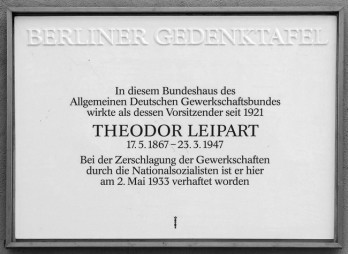 BERLINER GEDENKTAFEL
In diesem Bundeshaus des
Allgemeinen Deutschen Gewerkschaftsbundes
wirkte als dessen Vorsitzender seit 1921
THEODOR LEIPART
17. 5. 1867 – 23. 3. 1947
Bei der Zerschlagung der Gewerkschaften
durch die Nationalsozialisten ist er hier
am 2. Mai 1933 verhaftet worden